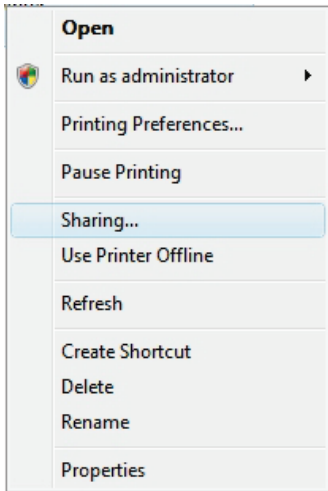 Open
Run as administrator
Printing Preferences...
Pause Printing
Sharing...
Use Printer Offline
Refresh
Create Shortcut
Delete
Rename
Properties